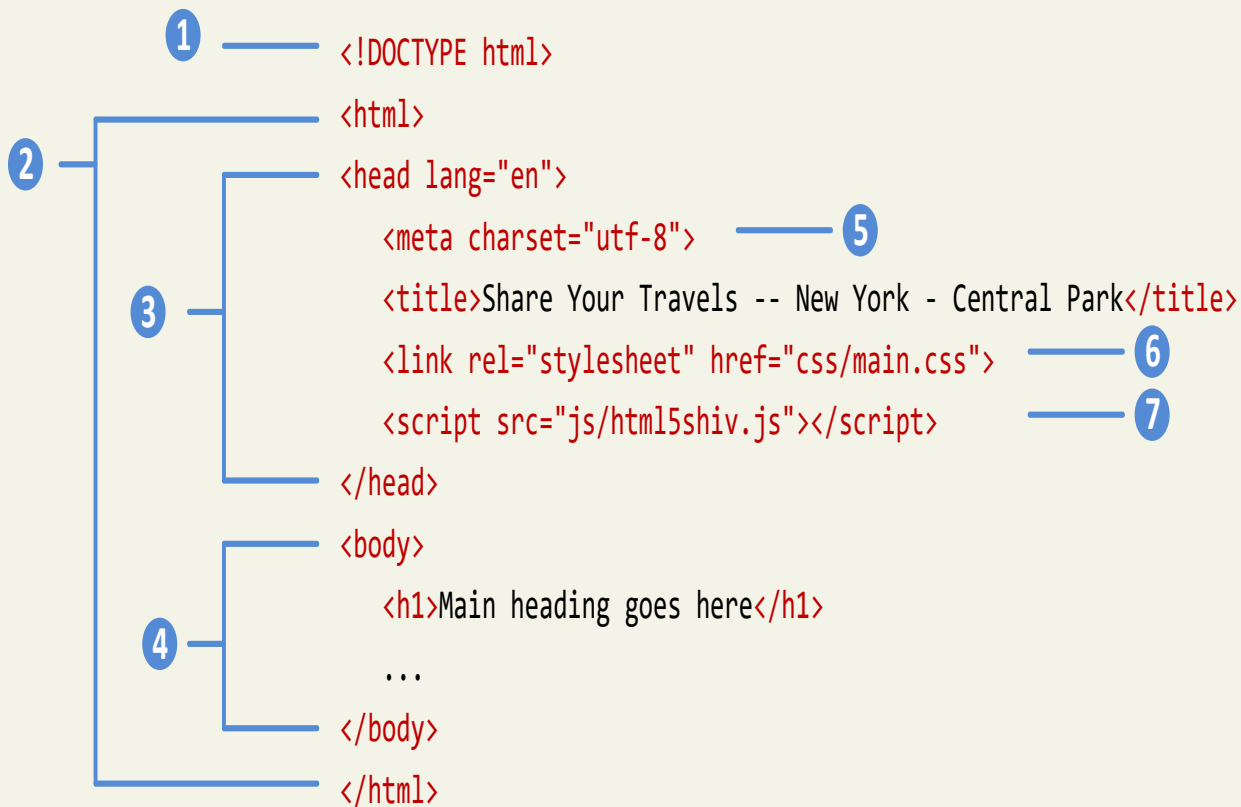 1 <!DOCTYPE html>
<html>
2 <head lang="en">
<meta charset="utf-8"> 5
3 <title>Share Your Travels -- New York - Central Park</title>
<link rel="stylesheet" href="css/main.css"> 6
<script src="js/html5shiv.js"></script> 7
</head>
<body>
<h1>Main heading goes here</h1>
4 ...
</body>
</html>